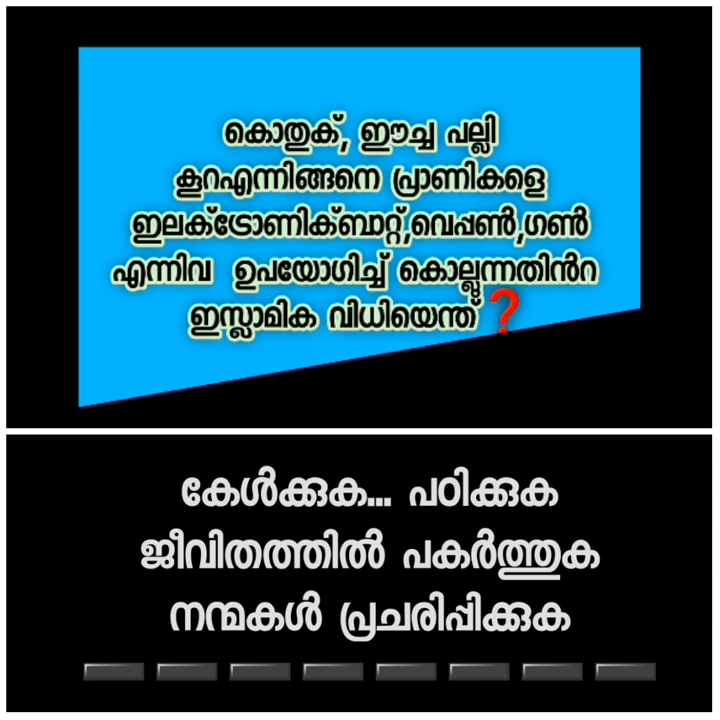 കൊതുക്, ഈച്ച പല്ലി
കൂറഎന്നിങ്ങനെ പ്രാണികളെ
ഇലക്ട്രോണിക്ബാറ്റ്,വെപ്പൺ,ഗൺ
എന്നിവ ഉപയോഗിച്ച് കൊല്ലുന്നതിൻറ
ഇസ്ലാമിക വിധിയെന്ത് ❓
കേൾക്കുക... പഠിക്കുക
ജീവിതത്തിൽ പകർത്തുക
നന്മകൾ പ്രചരിപ്പിക്കുക